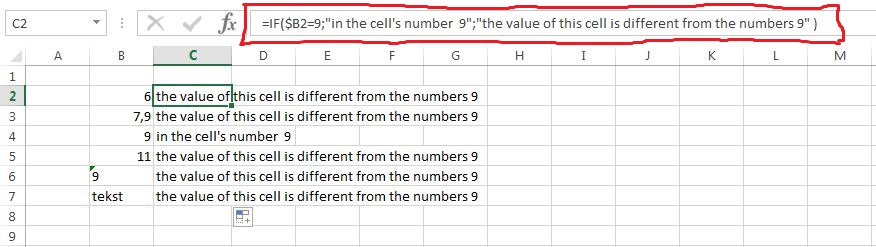 C2 fx =IF($B2=9;"in the cell's number  9";"the value of this cell is different from the numbers 9" )
A B C D E F G H I J K L M
1
2 6 the value of this cell is different from the numbers 9
3 7,9 the value of this cell is different from the numbers 9
4 9 in the cell's number  9
5 11 the value of this cell is different from the numbers 9
6 9 the value of this cell is different from the numbers 9
7 tekst the value of this cell is different from the numbers 9
8
9